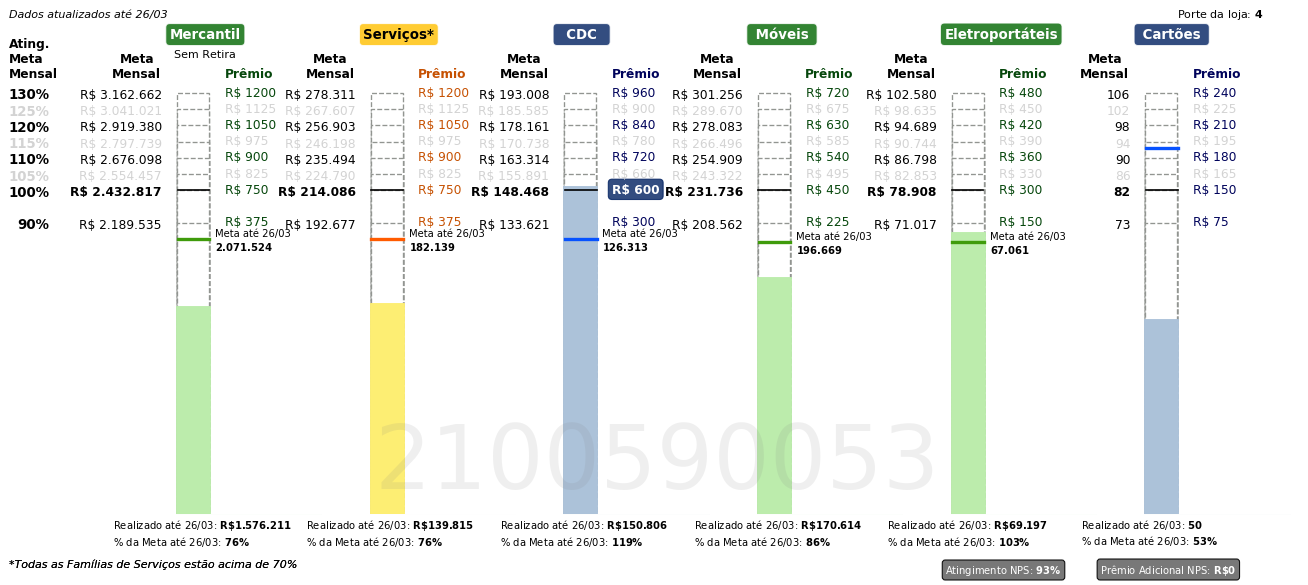 Dados atualizados até 26/03
Porte da loja: 4
Mercantil
Serviços*
CDC
Móveis
Eletroportáteis
Cartões
Sem Retira
Ating. Meta Mensal
Meta Mensal Prêmio Meta Mensal Prêmio Meta Mensal Prêmio Meta Mensal Prêmio Meta Mensal Prêmio Meta Mensal Prêmio
130% R$ 3.162.662 R$ 1200 R$ 278.311 R$ 1200 R$ 193.008 R$ 960 R$ 301.256 R$ 720 R$ 102.580 R$ 480 106 R$ 240
125% R$ 3.041.021 R$ 1125 R$ 267.607 R$ 1125 R$ 185.585 R$ 900 R$ 289.670 R$ 675 R$ 98.635 R$ 450 102 R$ 225
120% R$ 2.919.380 R$ 1050 R$ 256.903 R$ 1050 R$ 178.161 R$ 840 R$ 278.083 R$ 630 R$ 94.689 R$ 420 98 R$ 210
115% R$ 2.797.739 R$ 975 R$ 246.198 R$ 975 R$ 170.738 R$ 780 R$ 266.496 R$ 585 R$ 90.744 R$ 390 94 R$ 195
110% R$ 2.676.098 R$ 900 R$ 235.494 R$ 900 R$ 163.314 R$ 720 R$ 254.909 R$ 540 R$ 86.798 R$ 360 90 R$ 180
105% R$ 2.554.457 R$ 825 R$ 224.790 R$ 825 R$ 155.891 R$ 660 R$ 243.322 R$ 495 R$ 82.853 R$ 330 86 R$ 165
100% R$ 2.432.817 R$ 750 R$ 214.086 R$ 750 R$ 148.468 R$ 600 R$ 231.736 R$ 450 R$ 78.908 R$ 300 82 R$ 150
90% R$ 2.189.535 R$ 375 R$ 192.677 R$ 375 R$ 133.621 R$ 300 R$ 208.562 R$ 225 R$ 71.017 R$ 150 73 R$ 75
Meta até 26/03 Meta até 26/03 Meta até 26/03 Meta até 26/03 Meta até 26/03
2.071.524 182.139 126.313 196.669 67.061
2100590053
Realizado até 26/03: R$1.576.211 Realizado até 26/03: R$139.815 Realizado até 26/03: R$150.806 Realizado até 26/03: R$170.614 Realizado até 26/03: R$69.197 Realizado até 26/03: 50
% da Meta até 26/03: 76% % da Meta até 26/03: 76% % da Meta até 26/03: 119% % da Meta até 26/03: 86% % da Meta até 26/03: 103% % da Meta até 26/03: 53%
*Todas as Famílias de Serviços estão acima de 70%
Atingimento NPS: 93%
Prêmio Adicional NPS: R$0